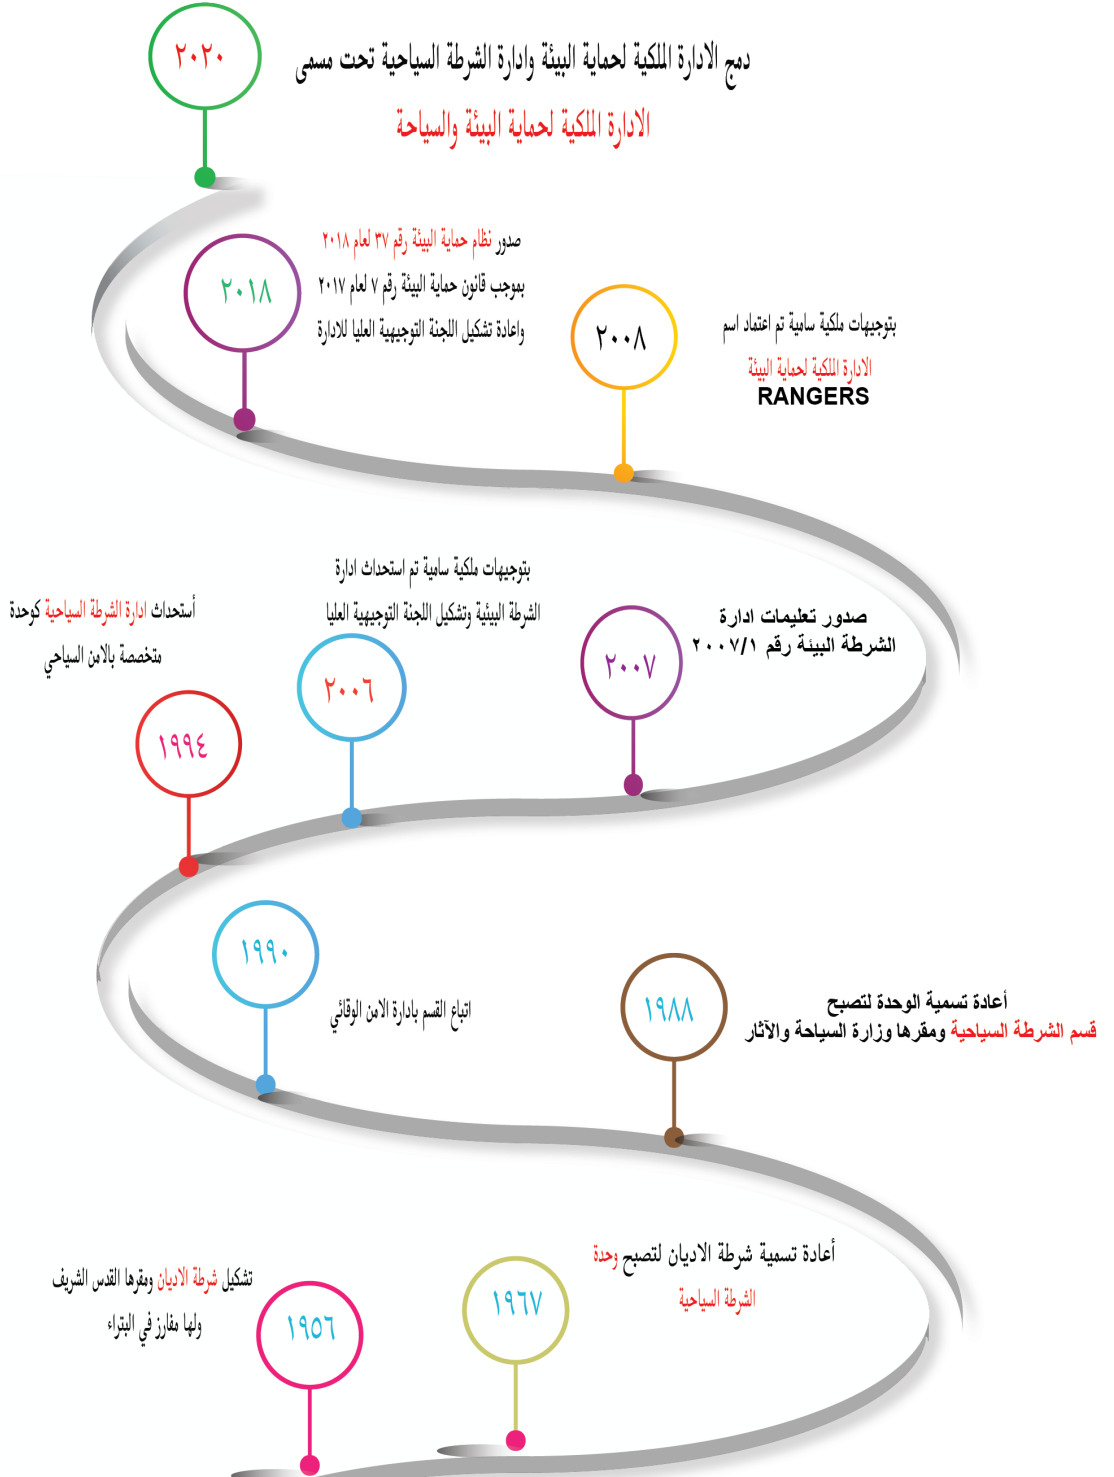 ٢٠٢٠
دمج الادارة الملكية لحماية البيئة وادارة الشرطة السياحية تحت مسمى
الادارة الملكية لحماية البيئة والسياحة
٢٠١٨
صدور نظام حماية البيئة رقم ٣٧ لعام ٢٠١٨
بموجب قانون حماية البيئة رقم ٧ لعام ٢٠١٧
واعادة تشكيل اللجنة التوجيهية العليا للادارة
٢٠٠٨
بتوجيهات ملكية سامية تم اعتماد اسم
الادارة الملكية لحماية البيئة
RANGERS
صدور تعليمات ادارة
الشرطة البيئة رقم ٢٠٠٧/١
٢٠٠٧
بتوجيهات ملكية سامية تم استحداث ادارة
الشرطة البيئية وتشكيل اللجنة التوجيهية العليا
٢٠٠٦
أستحداث ادارة الشرطة السياحية كوحدة
متخصصة بالامن السياحي
١٩٩٤
١٩٩٠
اتباع القسم بادارة الامن الوقائي
١٩٨٨
أعادة تسمية الوحدة لتصبح
قسم الشرطة السياحية ومقرها وزارة السياحة والآثار
أعادة تسمية شرطة الاديان لتصبح وحدة
الشرطة السياحية
١٩٦٧
تشكيل شرطة الاديان ومقرها القدس الشريف
ولها مفارز في البتراء
١٩٥٦